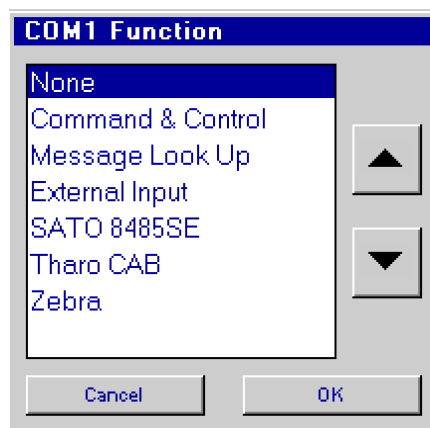 COM1 Function
None
Command & Control
Message Look Up
External Input
SATO 8485SE
Tharo CAB
Zebra
Cancel
OK